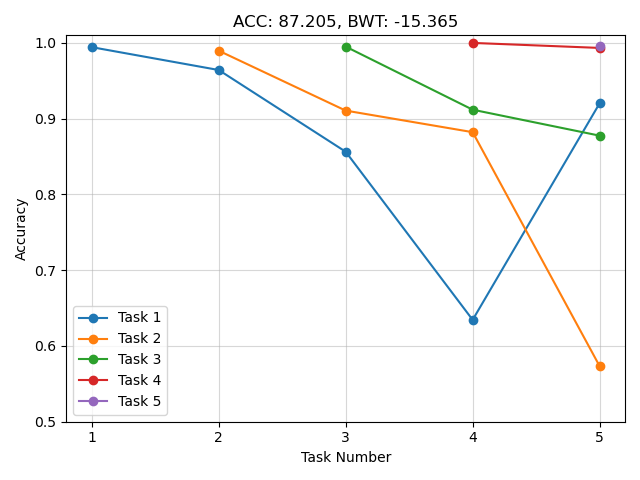 ACC: 87.205, BWT: -15.365
1.0
0.9
0.8
0.7
0.6
0.5
Accuracy
Task 1
Task 2
Task 3
Task 4
Task 5
1 2 3 4 5
Task Number